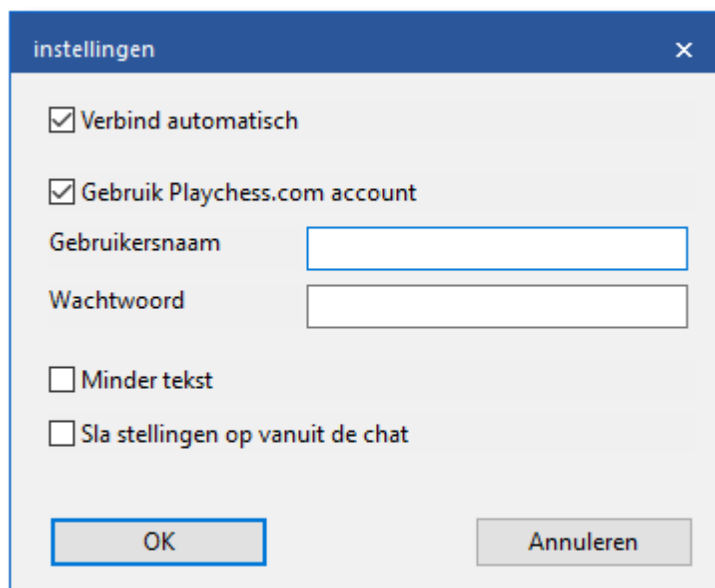 instellingen
Verbind automatisch
Gebruik Playchess.com account
Gebruikersnaam
Wachtwoord
Minder tekst
Sla stellingen op vanuit de chat
OK Annuleren